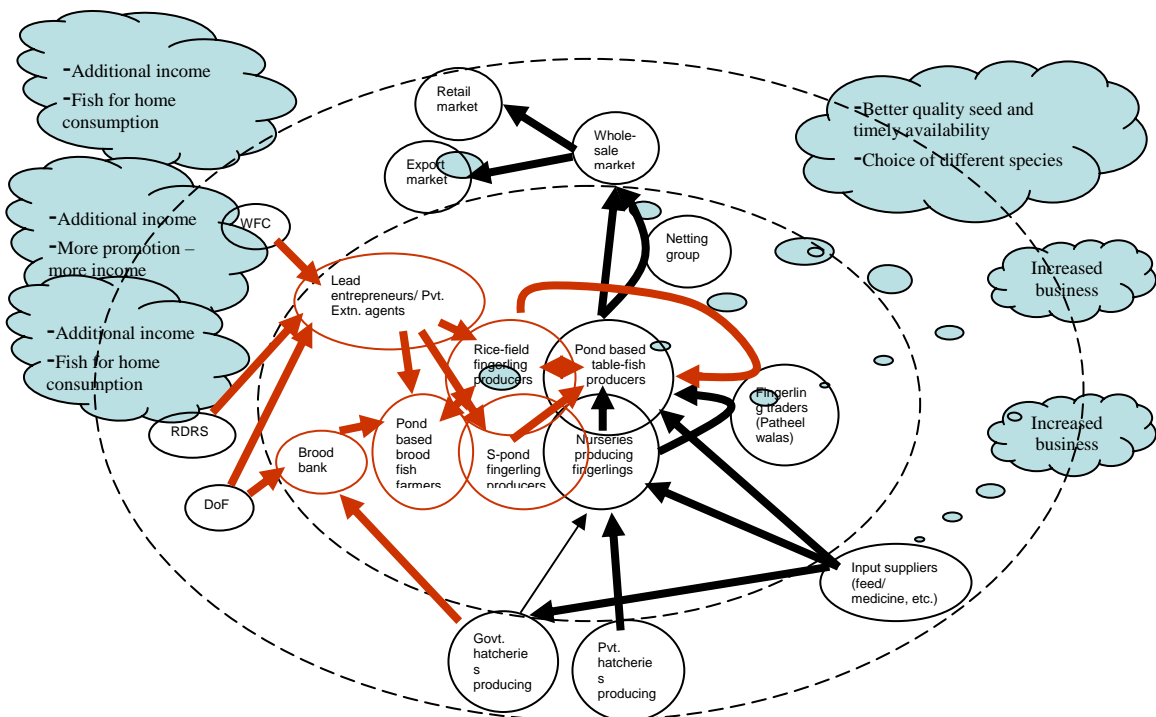 -Additional income
-Fish for home
consumption
Retail
market
Whole-
sale
market
Export
market
-Better quality seed and
timely availability
-Choice of different species
-Additional income
-More promotion –
more income
WFC
Netting
group
Lead
entrepreneurs/ Pvt.
Extn. agents
Increased
business
-Additional income
-Fish for home
consumption
Rice-field
fingerling
producers
Pond based
table-fish
producers
Fingerlin
g traders
(Patheel
walas)
RDRS
Brood
bank
Pond
based
brood
fish
farmers
S-pond
fingerling
producers
Nurseries
producing
fingerlings
Increased
business
DoF
Input suppliers
(feed/
medicine, etc.)
Govt.
hatcherie
s
producing
Pvt.
hatcherie
s
producing